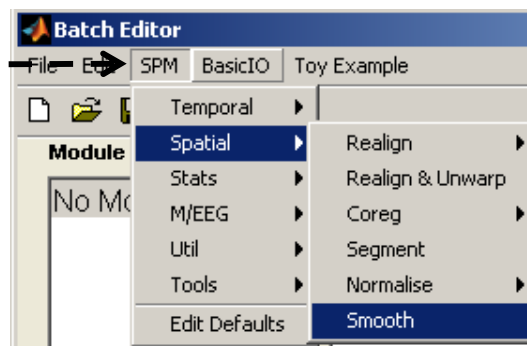 Batch Editor
File Edit SPM BasicIO Toy Example
Module
No Mo
Temporal
Spatial
Stats
M/EEG
Util
Tools
Edit Defaults
Realign
Realign & Unwarp
Coreg
Segment
Normalise
Smooth